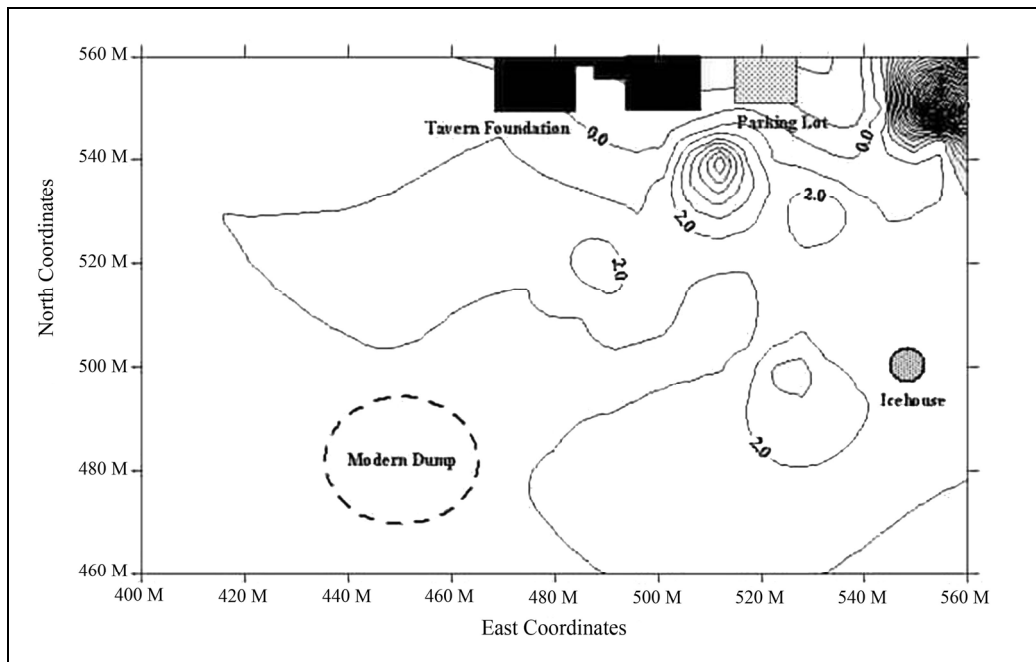 560 M
540 M
520 M
500 M
480 M
460 M
North Coordinates
Tavern Foundation
Parking Lot
0.0
0.0
2.0
2.0
2.0
2.0
Icehouse
Modern Dump
400 M
420 M
440 M
460 M
480 M
500 M
520 M
540 M
560 M
East Coordinates